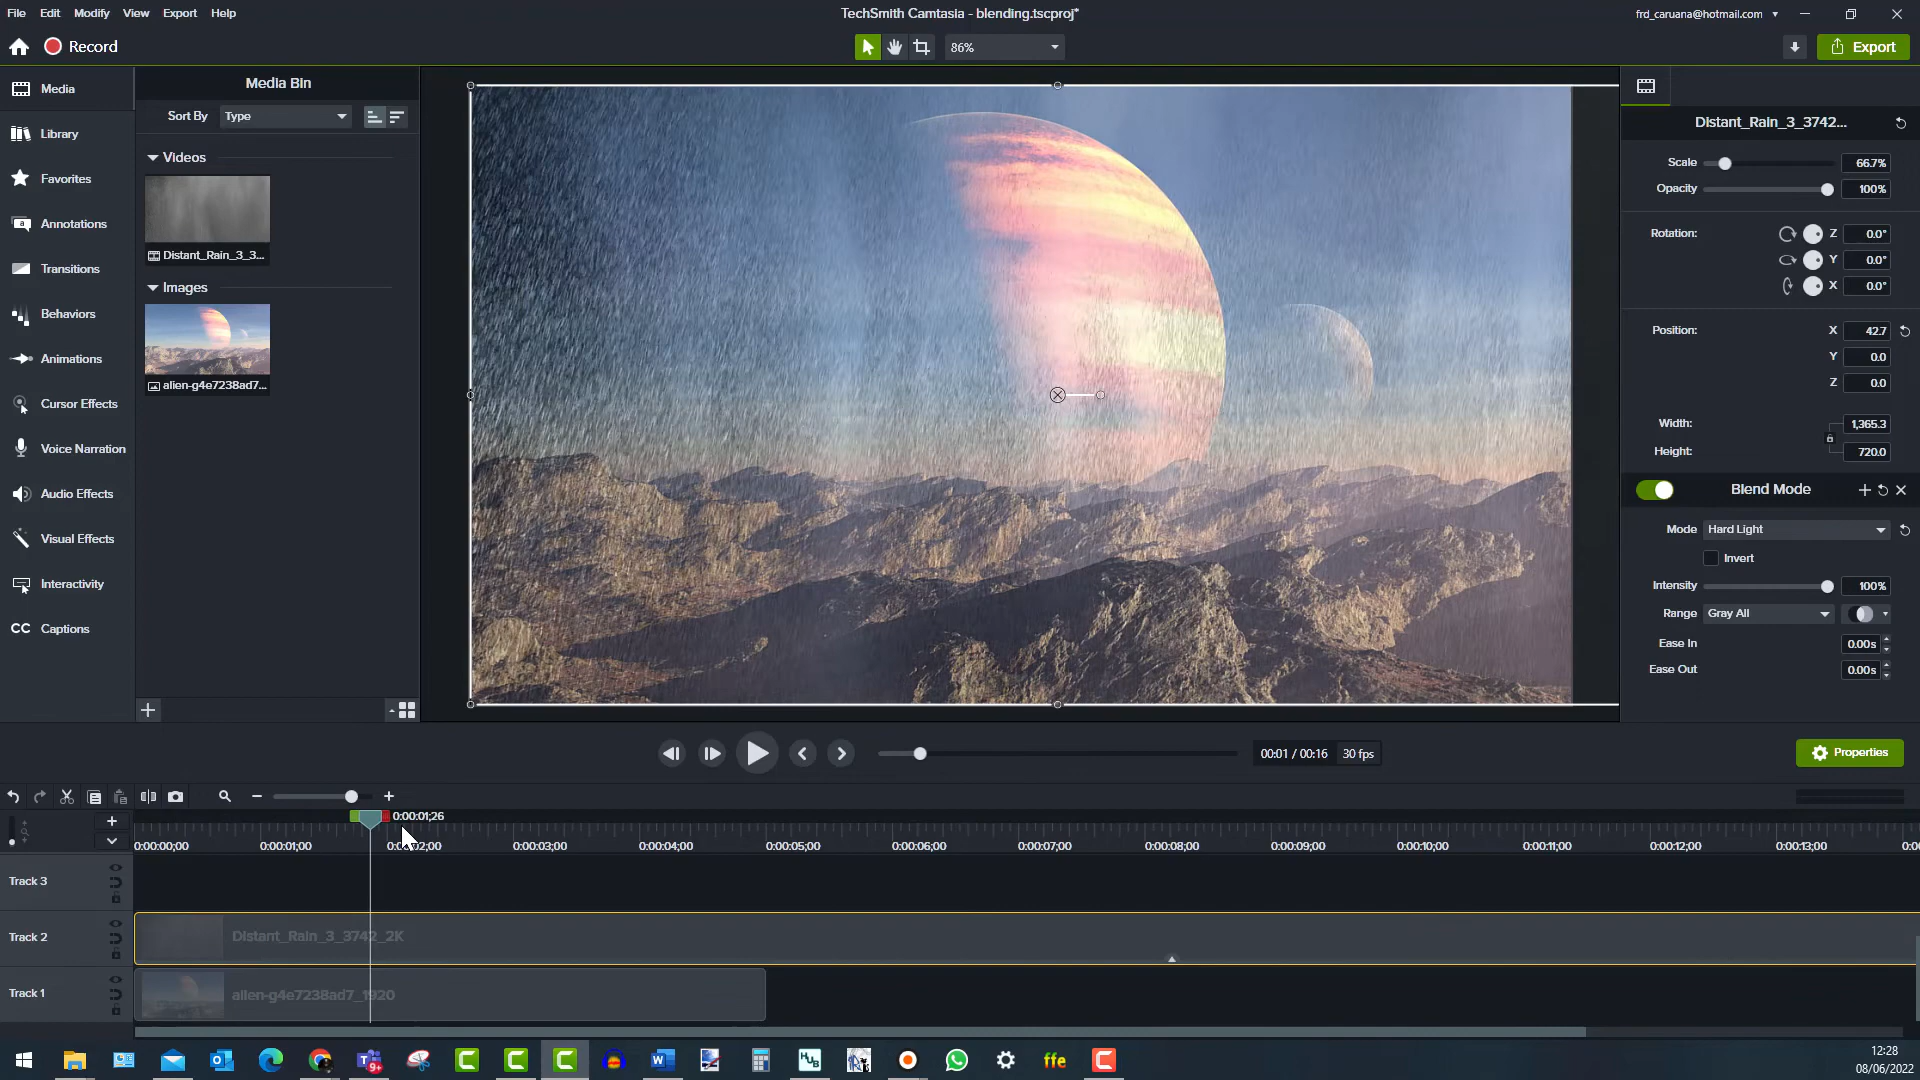 File Edit Modify View Export Help
TechSmith Camtasia - blending.tscproj*
frd_caruana@hotmail.com
Record
86%
Export
Media
Library
Favorites
Annotations
Transitions
Behaviors
Animations
Cursor Effects
Voice Narration
Audio Effects
Visual Effects
Interactivity
CC Captions
Media Bin
Sort By Type
Videos
Distant_Rain_3_3...
Images
alien-g4e7238ad7...
Distant_Rain_3_3742...
Scale 66.7%
Opacity 100%
Rotation: Z 0.0°
Y 0.0°
X 0.0°
Position: X 42.7
Y 0.0
Z 0.0
Width: 1,365.3
Height: 720.0
Blend Mode
Mode Hard Light
Invert
Intensity 100%
Range Gray All
Ease In 0.00s
Ease Out 0.00s
00:01 / 00:16 30 fps
Properties
0:00:01;26
0:00:00;00 0:00:01;00 0:00:03;00 0:00:04;00 0:00:05;00 0:00:06;00 0:00:07;00 0:00:08;00 0:00:09;00 0:00:10;00 0:00:11;00 0:00:12;00 0:00:13;00
Track 3
Track 2 Distant_Rain_3_3742_2K
Track 1 alien-g4e7238ad7_1920
9+
HUB
ffe
12:28
08/06/2022